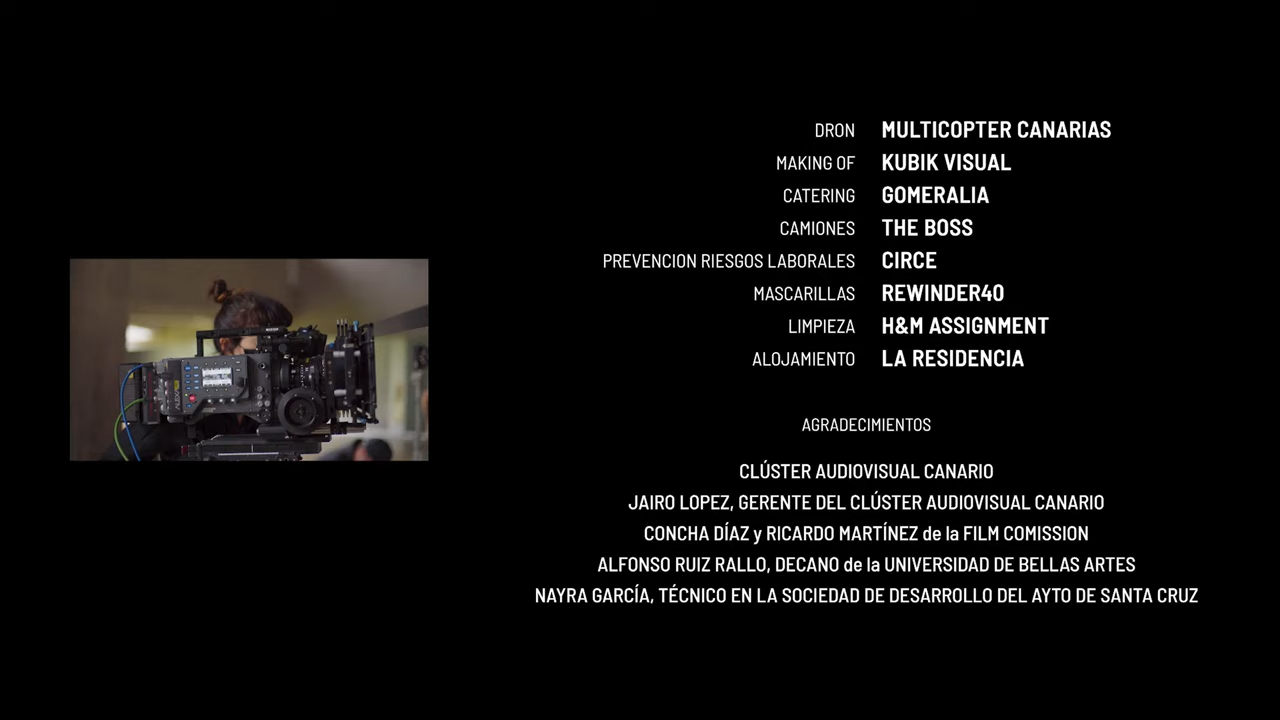 DRON MULTICOPTER CANARIAS
MAKING OF KUBIK VISUAL
CATERING GOMERALIA
CAMIONES THE BOSS
PREVENCION RIESGOS LABORALES CIRCE
MASCARILLAS REWINDER40
LIMPIEZA H&M ASSIGNMENT
ALOJAMIENTO LA RESIDENCIA
AGRADECIMIENTOS
CLÚSTER AUDIOVISUAL CANARIO
JAIRO LOPEZ, GERENTE DEL CLÚSTER AUDIOVISUAL CANARIO
CONCHA DÍAZ y RICARDO MARTÍNEZ de la FILM COMISSION
ALFONSO RUIZ RALLO, DECANO de la UNIVERSIDAD DE BELLAS ARTES
NAYRA GARCÍA, TÉCNICO EN LA SOCIEDAD DE DESARROLLO DEL AYTO DE SANTA CRUZ